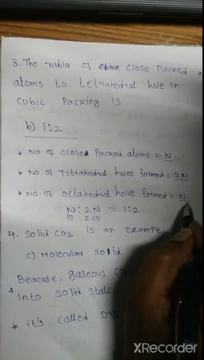 3. The ratio of close Packed a
atoms to tetrahedral hole in
cubic Packing is
b) 1:2
* No of closed Packed atoms = N
* No of Tetrahedral holes formed = 2N
* no. of octahedral holes formed = N
N : 2N = 1:2
4. Solid CO2 is an Example
c) Molecular solid
Beacuse, gaseous co
* Into solid state
* it's called
XRecorder